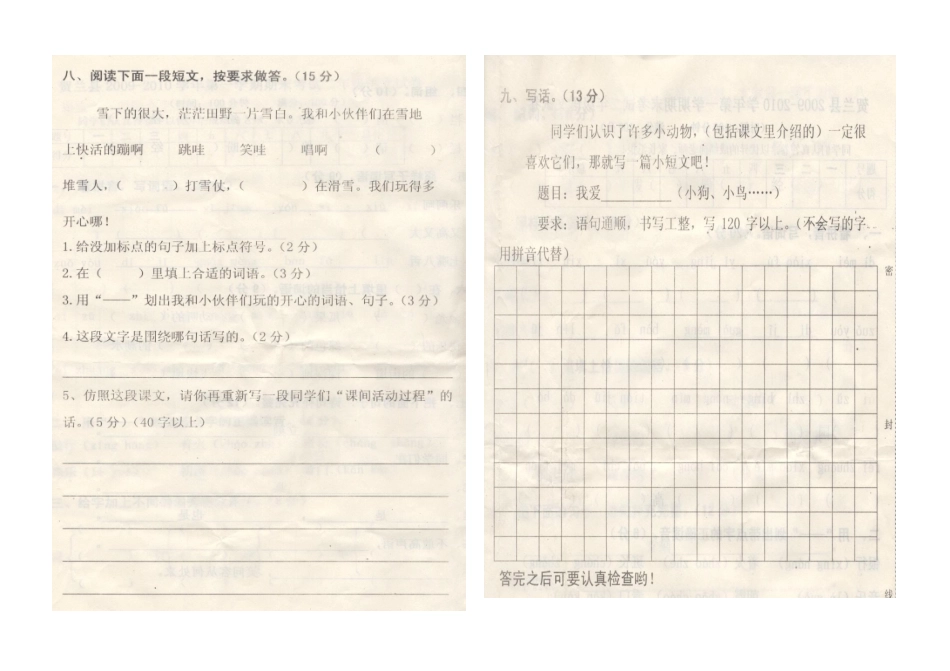 八、阅读下面一段短文，按要求做答。（15 分）
雪下的很大，茫茫田野一片雪白。我和小伙伴们在雪地
上快活的蹦啊 跳哇 笑哇 唱啊 （ ）
堆雪人，（ ）打雪仗，（ ）在滑雪。我们玩得多
开心哪！
1.给没加标点的句子加上标点符号。（2 分）
2.在（ ）里填上合适的词语。（3 分）
3.用“——”划出我和小伙伴们玩的开心的词语、句子。（3 分）
4.这段文字是围绕哪句话写的。（2 分）
5、仿照这段课文，请你再重新写一段同学们“课间活动过程”的
话。（5 分）（40 字以上）
九、写话。（13 分）
同学们认识了许多小动物，（包括课文里介绍的）一定很
喜欢它们，那就写一篇小短文吧！
题目：我爱__________（小狗、小鸟……）
要求：语句通顺，书写工整，写 120 字以上。（不会写的字
用拼音代替）
密
封
线
答完之后可要认真检查哟！